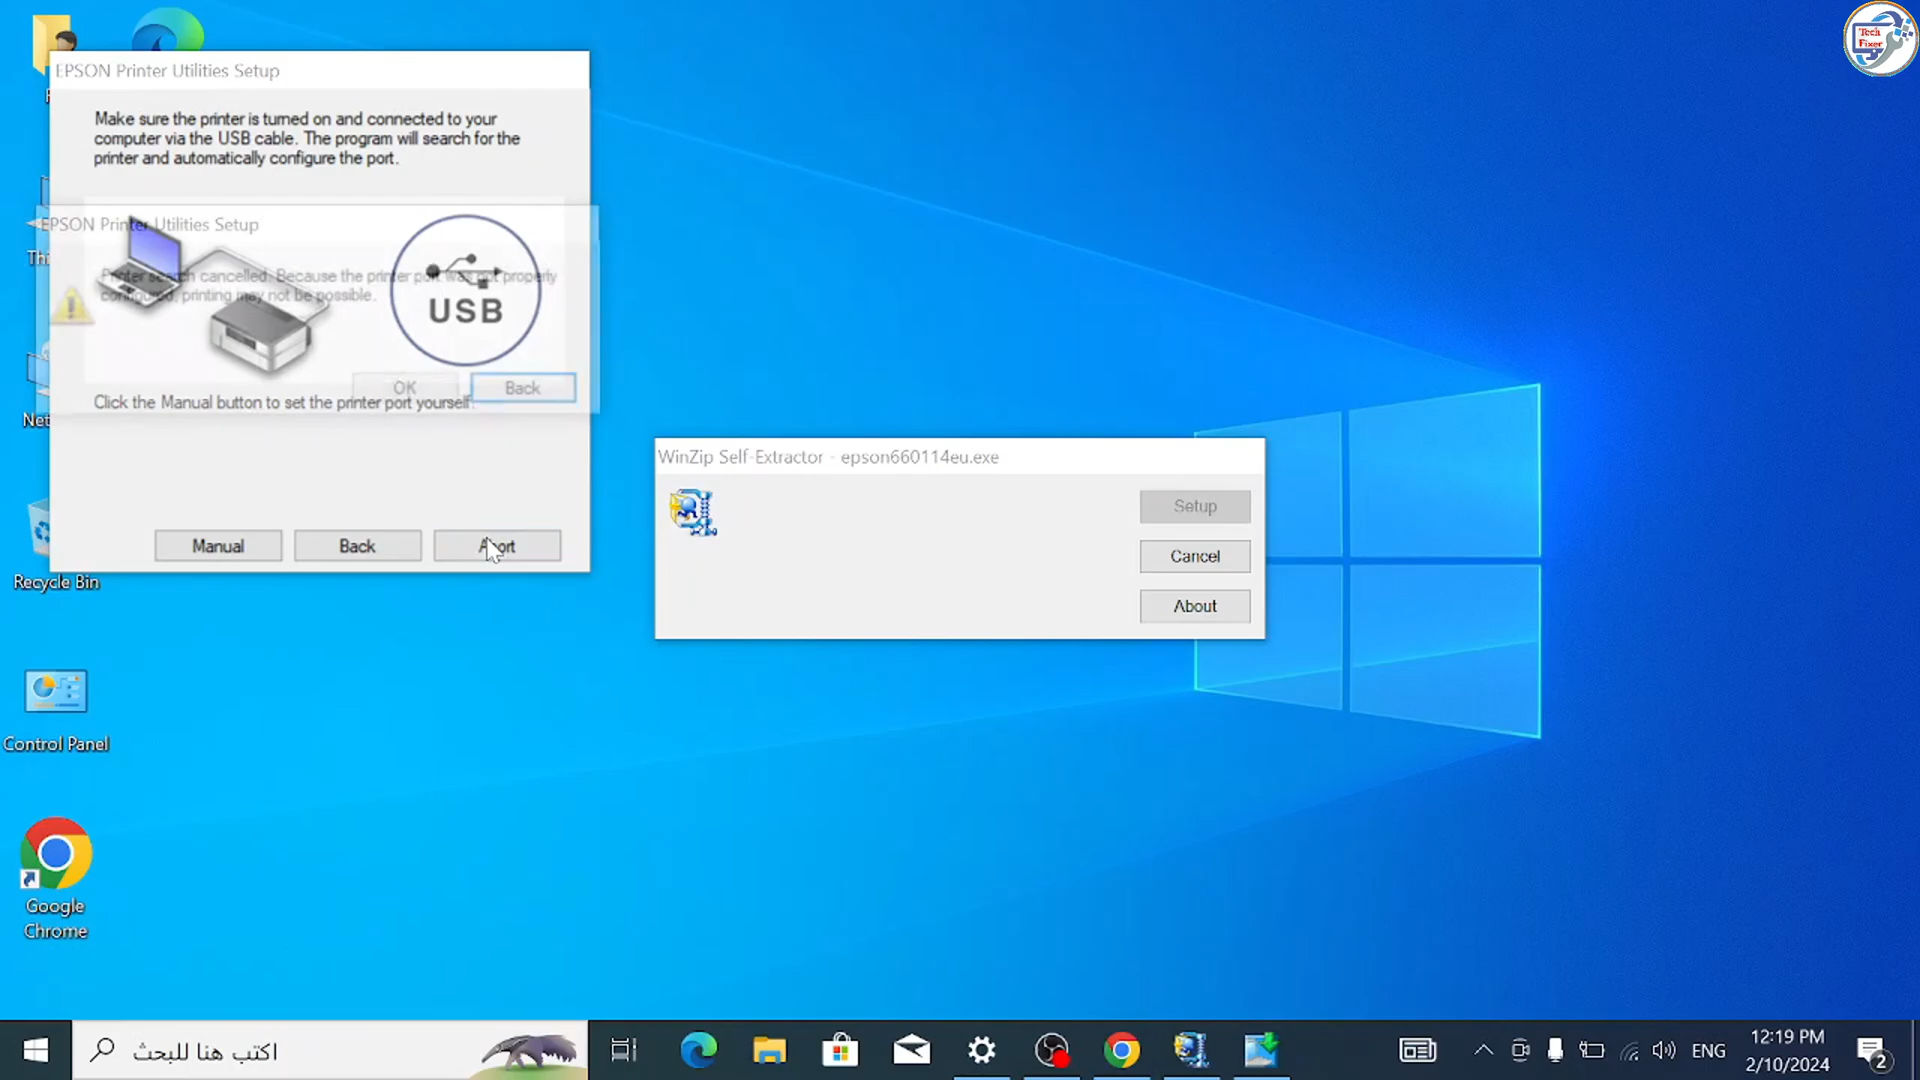 Tech
Fixer
EPSON Printer Utilities Setup
Make sure the printer is turned on and connected to your
computer via the USB cable. The program will search for the
printer and automatically configure the port.
EPSON Printer Utilities Setup
Printer search cancelled. Because the printer port was not properly
configured, printing may not be possible.
USB
OK
Back
Click the Manual button to set the printer port yourself.
Manual
Back
Abort
WinZip Self-Extractor - epson660114eu.exe
Setup
Cancel
About
Recycle Bin
Control Panel
Google
Chrome
اكتب هنا للبحث
ENG
12:19 PM
2/10/2024
2